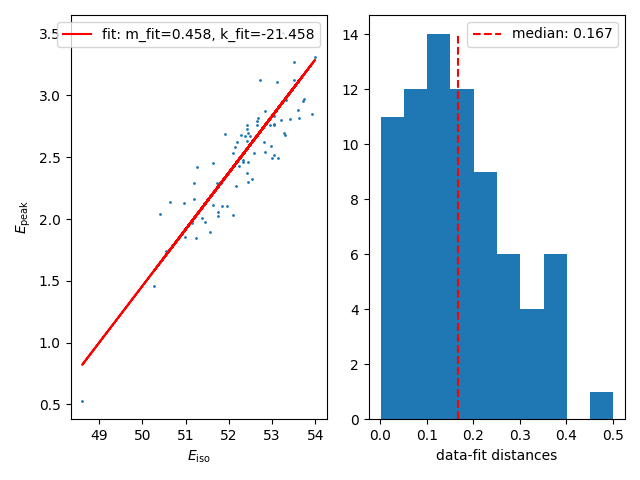 fit: m_fit=0.458, k_fit=-21.458
3.5
3.0
2.5
2.0
1.5
1.0
0.5
E_peak
49 50 51 52 53 54
E_iso
median: 0.167
14
12
10
8
6
4
2
0
0.0 0.1 0.2 0.3 0.4 0.5
data-fit distances